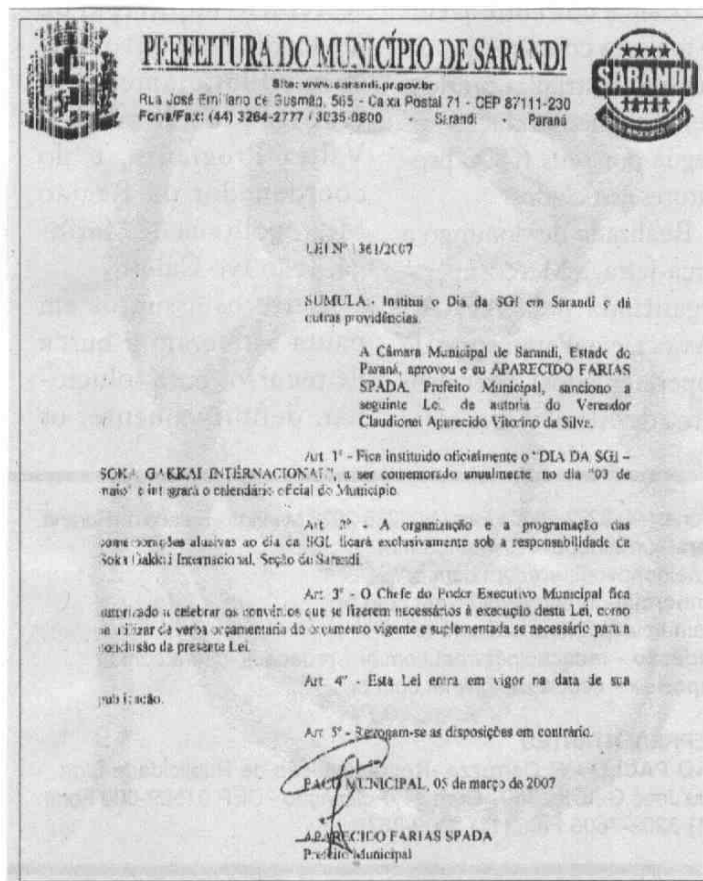 PREFEITURA DO MUNICÍPIO DE SARANDI
Site: www.sarandi.pr.gov.br
Rua José Emiliano de Gusmão, 565 - Caixa Postal 71 - CEP 87111-230
Fone/Fax: (44) 3264-2777 / 3035-0800 - Sarandi Paraná
SARANDI
LEI Nº 1361/2007
SUMULA - Institui o Dia da SGI em Sarandi e dá
outras providências.
A Câmara Municipal de Sarandi, Estado do
Paraná, aprovou e eu APARECIDO FARIAS
SPADA, Prefeito Municipal, sanciono a
seguinte Lei, de autoria do Vereador
Claudionei Aparecido Vitorino da Silva.
Art. 1º - Fica instituído oficialmente o "DIA DA SGI –
SOKA GAKKAI INTERNACIONAL", a ser comemorado anualmente no dia "03 de
maio" e integrará o calendário oficial do Município.
Art. 2º - A organização e a programação das
comemorações alusivas ao dia da SGI, ficará exclusivamente sob a responsabilidade da
Soka Gakkai Internacional, Seção de Sarandi.
Art. 3º - O Chefe do Poder Executivo Municipal fica
autorizado a celebrar os convênios que se fizerem necessários à execução desta Lei, como
se utilizar de verba orçamentária do orçamento vigente e suplementada se necessário para a
conclusão da presente Lei.
Art. 4º - Esta Lei entra em vigor na data de sua
publicação.
Art. 5º - Revogam-se as disposições em contrário.
PAÇO MUNICIPAL, 05 de março de 2007
APARECIDO FARIAS SPADA
Prefeito Municipal